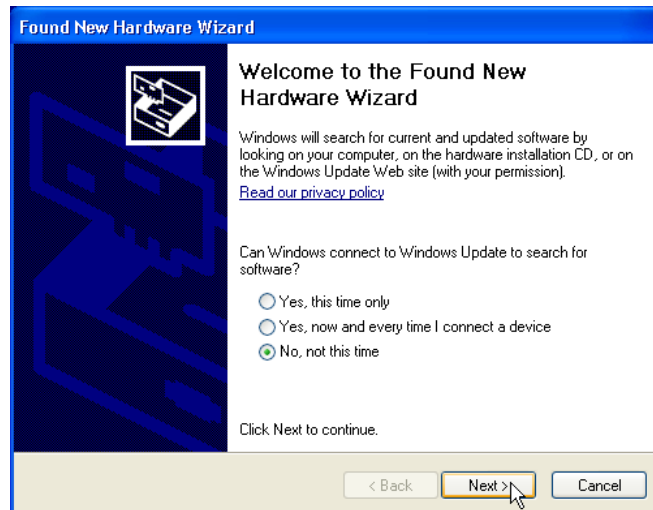 Found New Hardware Wizard
Welcome to the Found New
Hardware Wizard
Windows will search for current and updated software by
looking on your computer, on the hardware installation CD, or on
the Windows Update Web site (with your permission).
Read our privacy policy
Can Windows connect to Windows Update to search for
software?
Yes, this time only
Yes, now and every time I connect a device
No, not this time
Click Next to continue.
< Back
Next >
Cancel